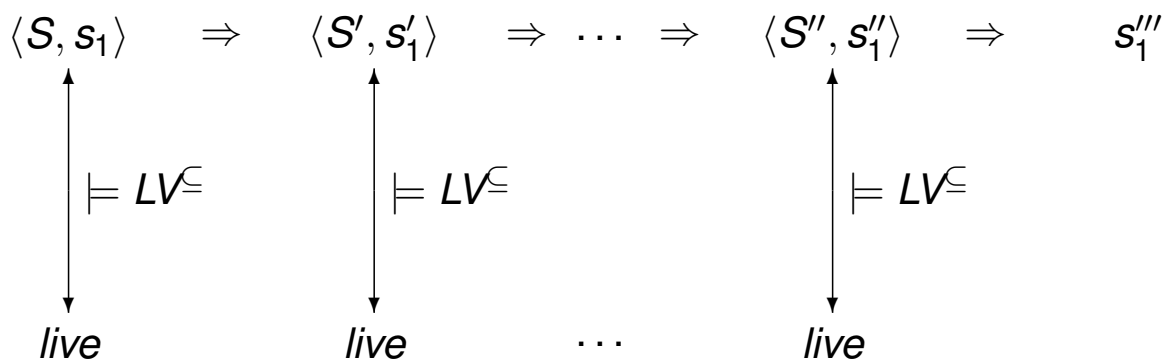 ⟨S, s₁⟩ ⇒ ⟨S′, s′₁⟩ ⇒ ⋯ ⇒ ⟨S″, s″₁⟩ ⇒ s‴₁
⊨ LV^⊆ ⊨ LV^⊆ ⊨ LV^⊆
live live ⋯ live